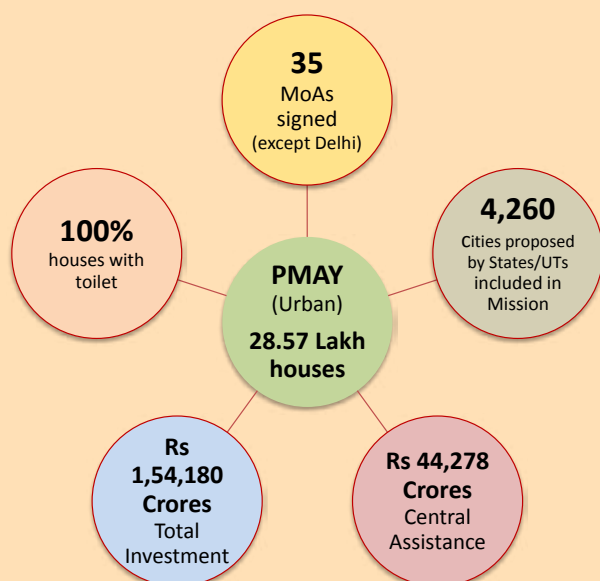 35
MoAs
signed
(except Delhi)
100%
houses with
toilet
4,260
Cities proposed
by States/UTs
included in
Mission
PMAY
(Urban)
28.57 Lakh
houses
Rs
1,54,180
Crores
Total
Investment
Rs 44,278
Crores
Central
Assistance